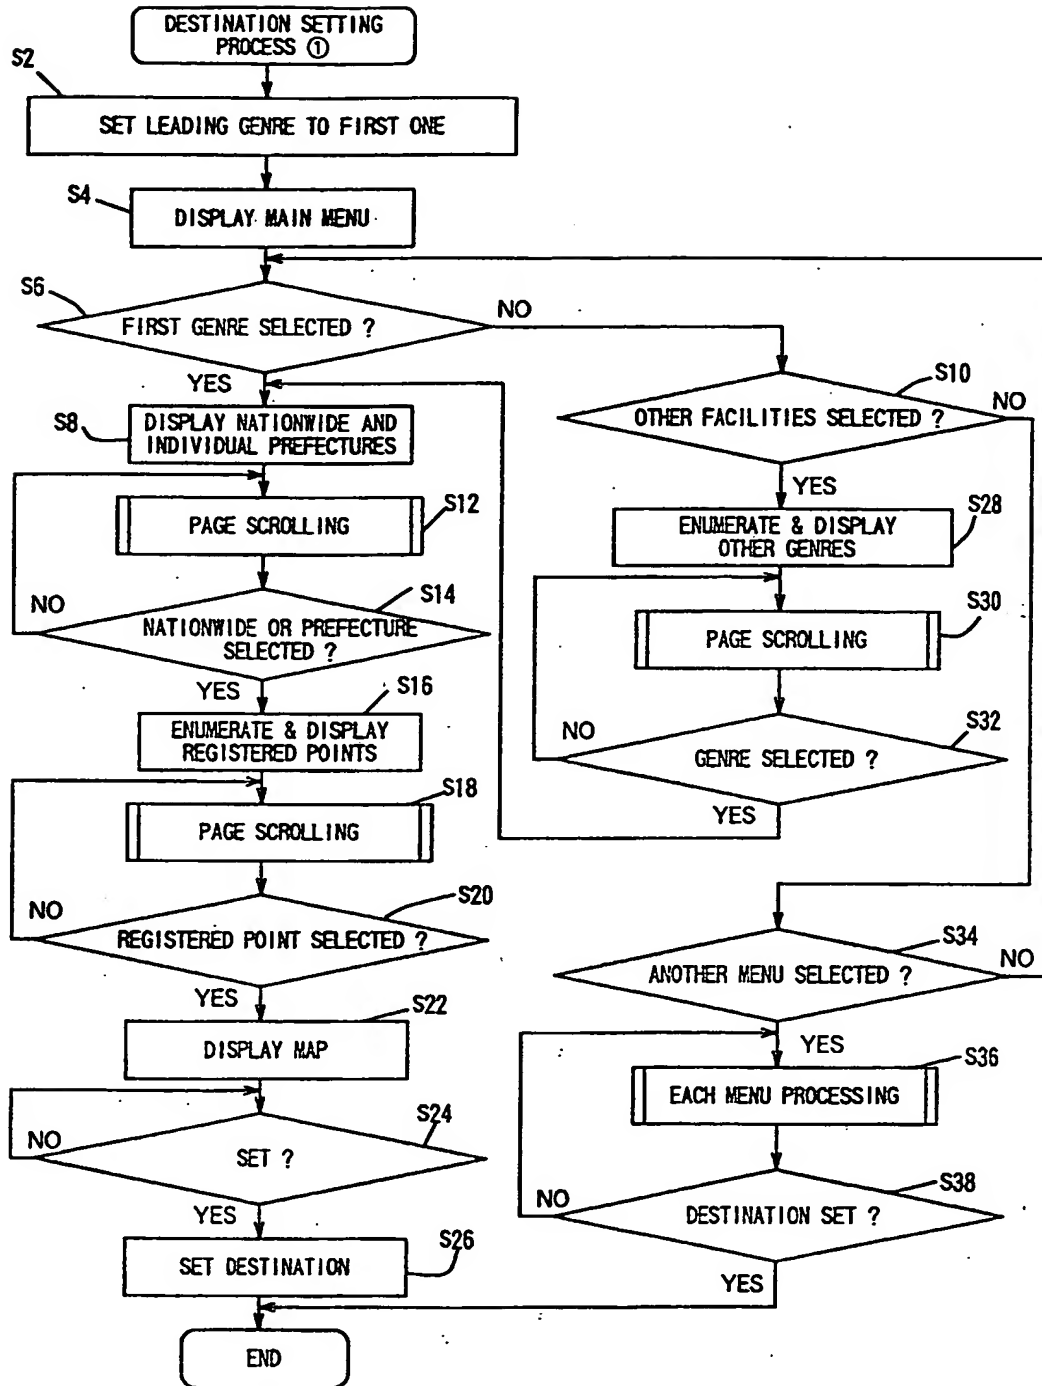 DESTINATION SETTING
PROCESS ①
S2
SET LEADING GENRE TO FIRST ONE
S4
DISPLAY MAIN MENU
S6
FIRST GENRE SELECTED ?
NO
YES
S10
OTHER FACILITIES SELECTED ?
NO
S8
DISPLAY NATIONWIDE AND
INDIVIDUAL PREFECTURES
YES
S12
PAGE SCROLLING
S28
ENUMERATE & DISPLAY
OTHER GENRES
S14
NO
NATIONWIDE OR PREFECTURE
SELECTED ?
S30
PAGE SCROLLING
YES
S16
ENUMERATE & DISPLAY
REGISTERED POINTS
S32
NO
GENRE SELECTED ?
YES
S18
PAGE SCROLLING
S20
NO
REGISTERED POINT SELECTED ?
S34
ANOTHER MENU SELECTED ?
NO
YES
S22
DISPLAY MAP
YES
S36
EACH MENU PROCESSING
S24
NO
SET ?
S38
NO
DESTINATION SET ?
YES
S26
SET DESTINATION
YES
END